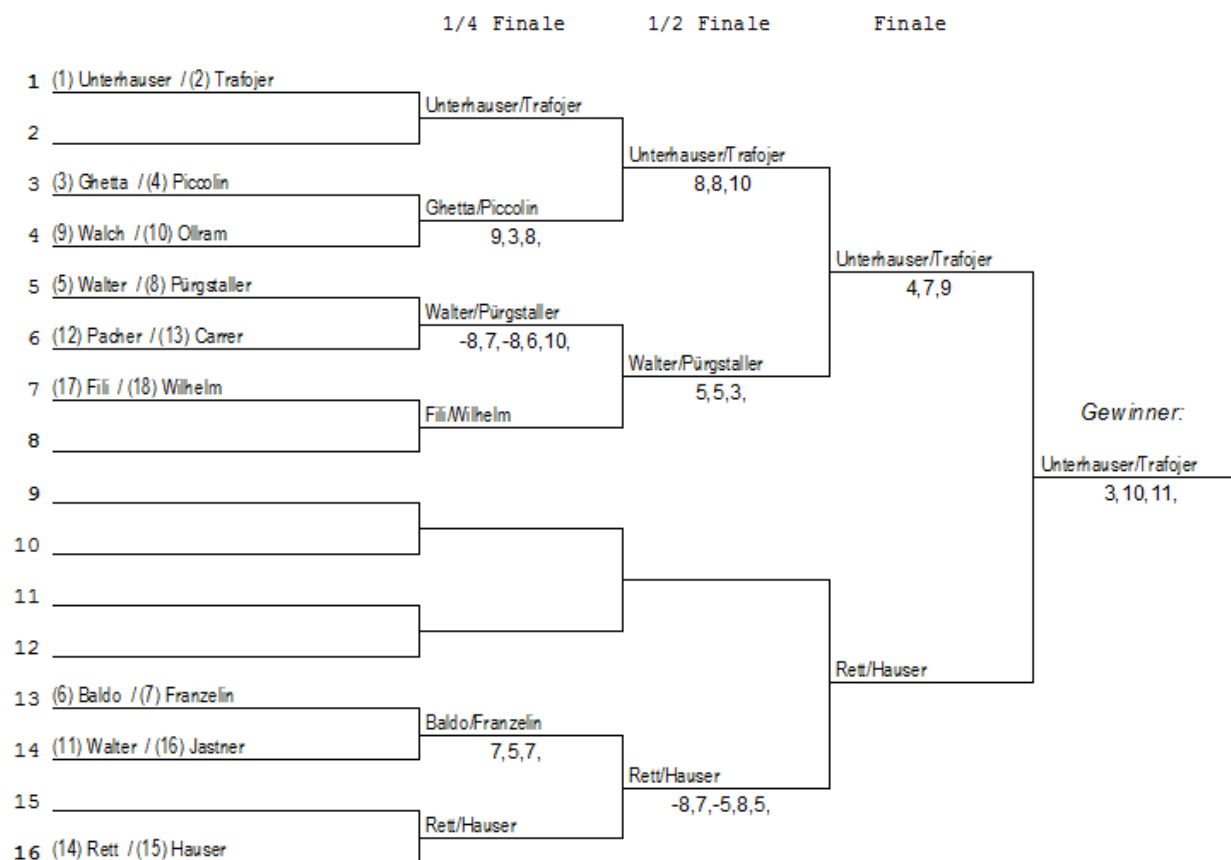 1/4 Finale 1/2 Finale Finale
1 (1) Unterhauser / (2) Trafojer
Unterhauser/Trafojer
2
Unterhauser/Trafojer
8,8,10
3 (3) Ghetta / (4) Piccolin
Ghetta/Piccolin
9,3,8,
4 (9) Walch / (10) Ollram
Unterhauser/Trafojer
4,7,9
5 (5) Walter / (8) Pürgstaller
Walter/Pürgstaller
-8,7,-8,6,10,
6 (12) Pacher / (13) Carrer
Walter/Pürgstaller
5,5,3,
7 (17) Fili / (18) Wilhelm
Fili/Wilhelm
8
Gewinner:
Unterhauser/Trafojer
3,10,11,
9
10
11
12
Rett/Hauser
13 (6) Baldo / (7) Franzelin
Baldo/Franzelin
7,5,7,
14 (11) Walter / (16) Jastner
Rett/Hauser
-8,7,-5,8,5,
15
Rett/Hauser
16 (14) Rett / (15) Hauser